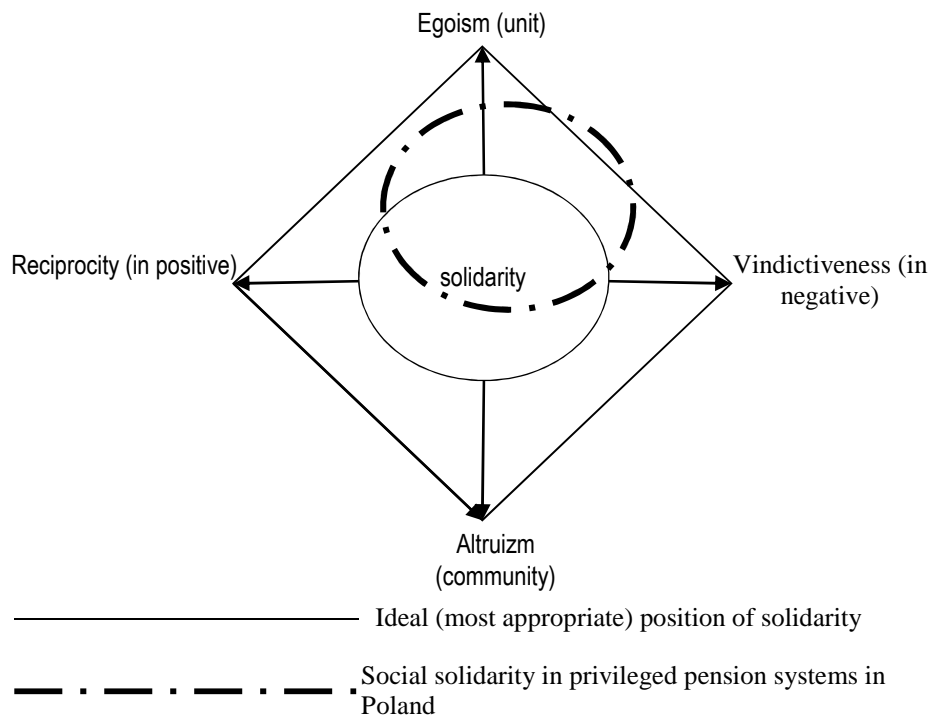 Egoism (unit)
Reciprocity (in positive)
solidarity
Vindictiveness (in
negative)
Altruizm
(community)
Ideal (most appropriate) position of solidarity
Social solidarity in privileged pension systems in
Poland